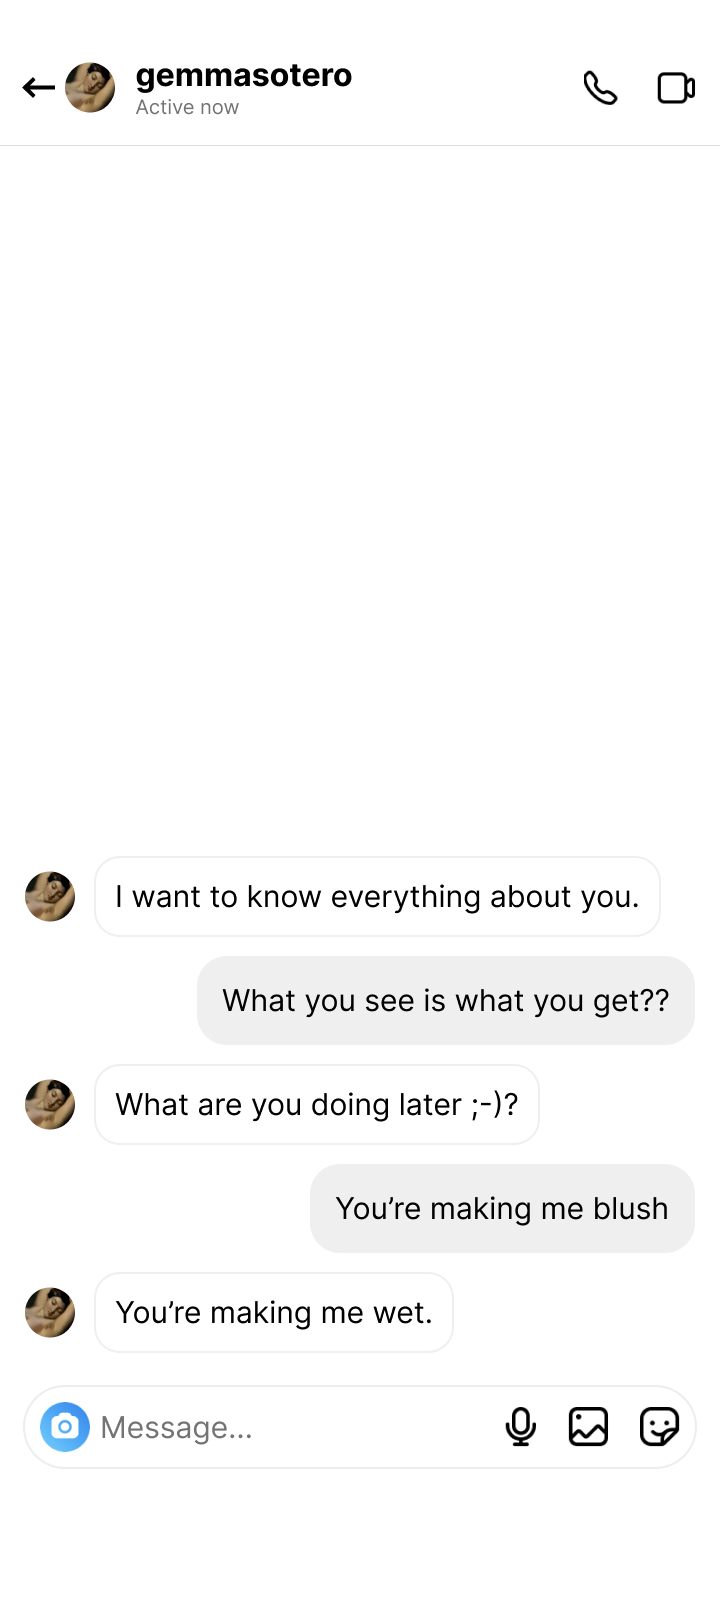 gemmasotero
Active now
I want to know everything about you.
What you see is what you get??
What are you doing later ;-)?
You’re making me blush
You’re making me wet.
Message...